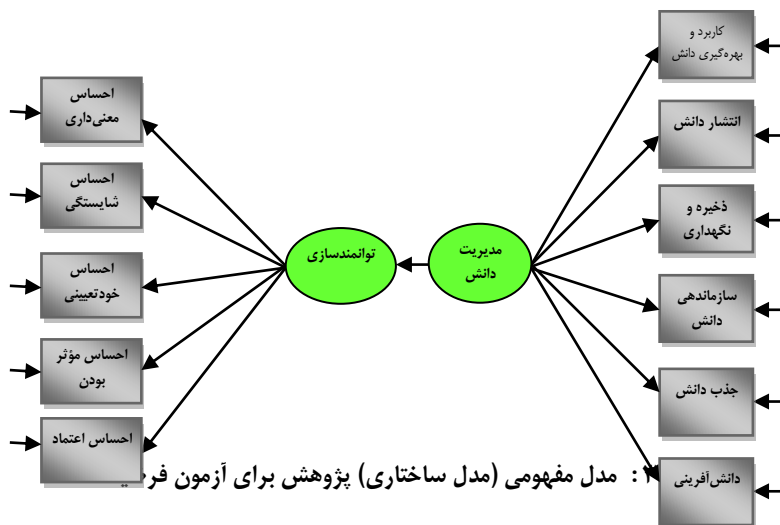 کاربرد و
بهره‌گیری دانش
انتشار دانش
ذخیره و
نگهداری
سازماندهی
دانش
جذب دانش
دانش‌آفرینی
مدیریت
دانش
توانمندسازی
احساس
معنی‌داری
احساس
شایستگی
احساس
خودتعیینی
احساس مؤثر
بودن
احساس اعتماد
: مدل مفهومی (مدل ساختاری) پژوهش برای آزمون